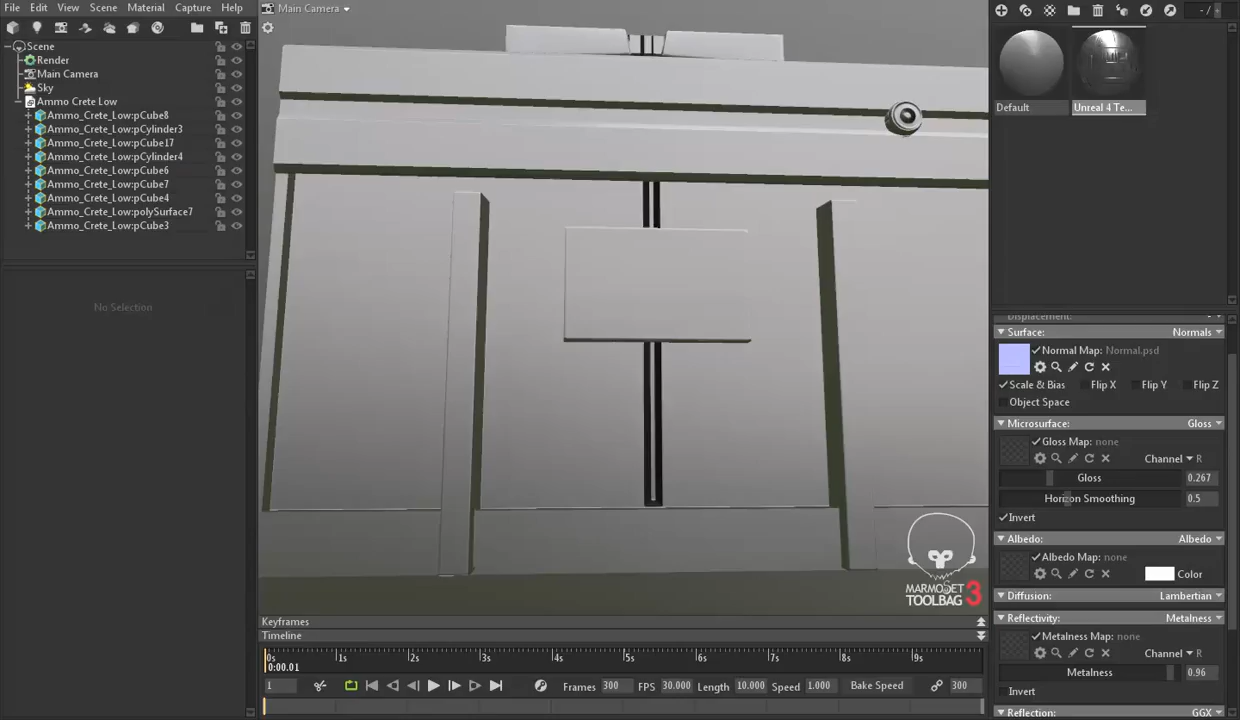 File Edit View Scene Material Capture Help
Main Camera
- /
Scene
Render
Main Camera
Sky
Ammo Crete Low
Ammo_Crete_Low:pCube8
Ammo_Crete_Low:pCylinder3
Ammo_Crete_Low:pCube17
Ammo_Crete_Low:pCylinder4
Ammo_Crete_Low:pCube6
Ammo_Crete_Low:pCube7
Ammo_Crete_Low:pCube4
Ammo_Crete_Low:polySurface7
Ammo_Crete_Low:pCube3
No Selection
Default
Unreal 4 Te...
Displacement:
Surface: Normals
Normal Map: Normal.psd
Scale & Bias Flip X Flip Y Flip Z
Object Space
Microsurface: Gloss
Gloss Map: none
Channel R
Gloss 0.267
Horizon Smoothing 0.5
Invert
Albedo: Albedo
Albedo Map: none
Color
Diffusion: Lambertian
Reflectivity: Metalness
Metalness Map: none
Channel R
Metalness 0.96
Invert
Reflection: GGX
MARMOSET
TOOLBAG 3
Keyframes
Timeline
0s 1s 2s 3s 4s 5s 6s 7s 8s 9s
0:00.01
1 Frames 300 FPS 30.000 Length 10.000 Speed 1.000 Bake Speed 300